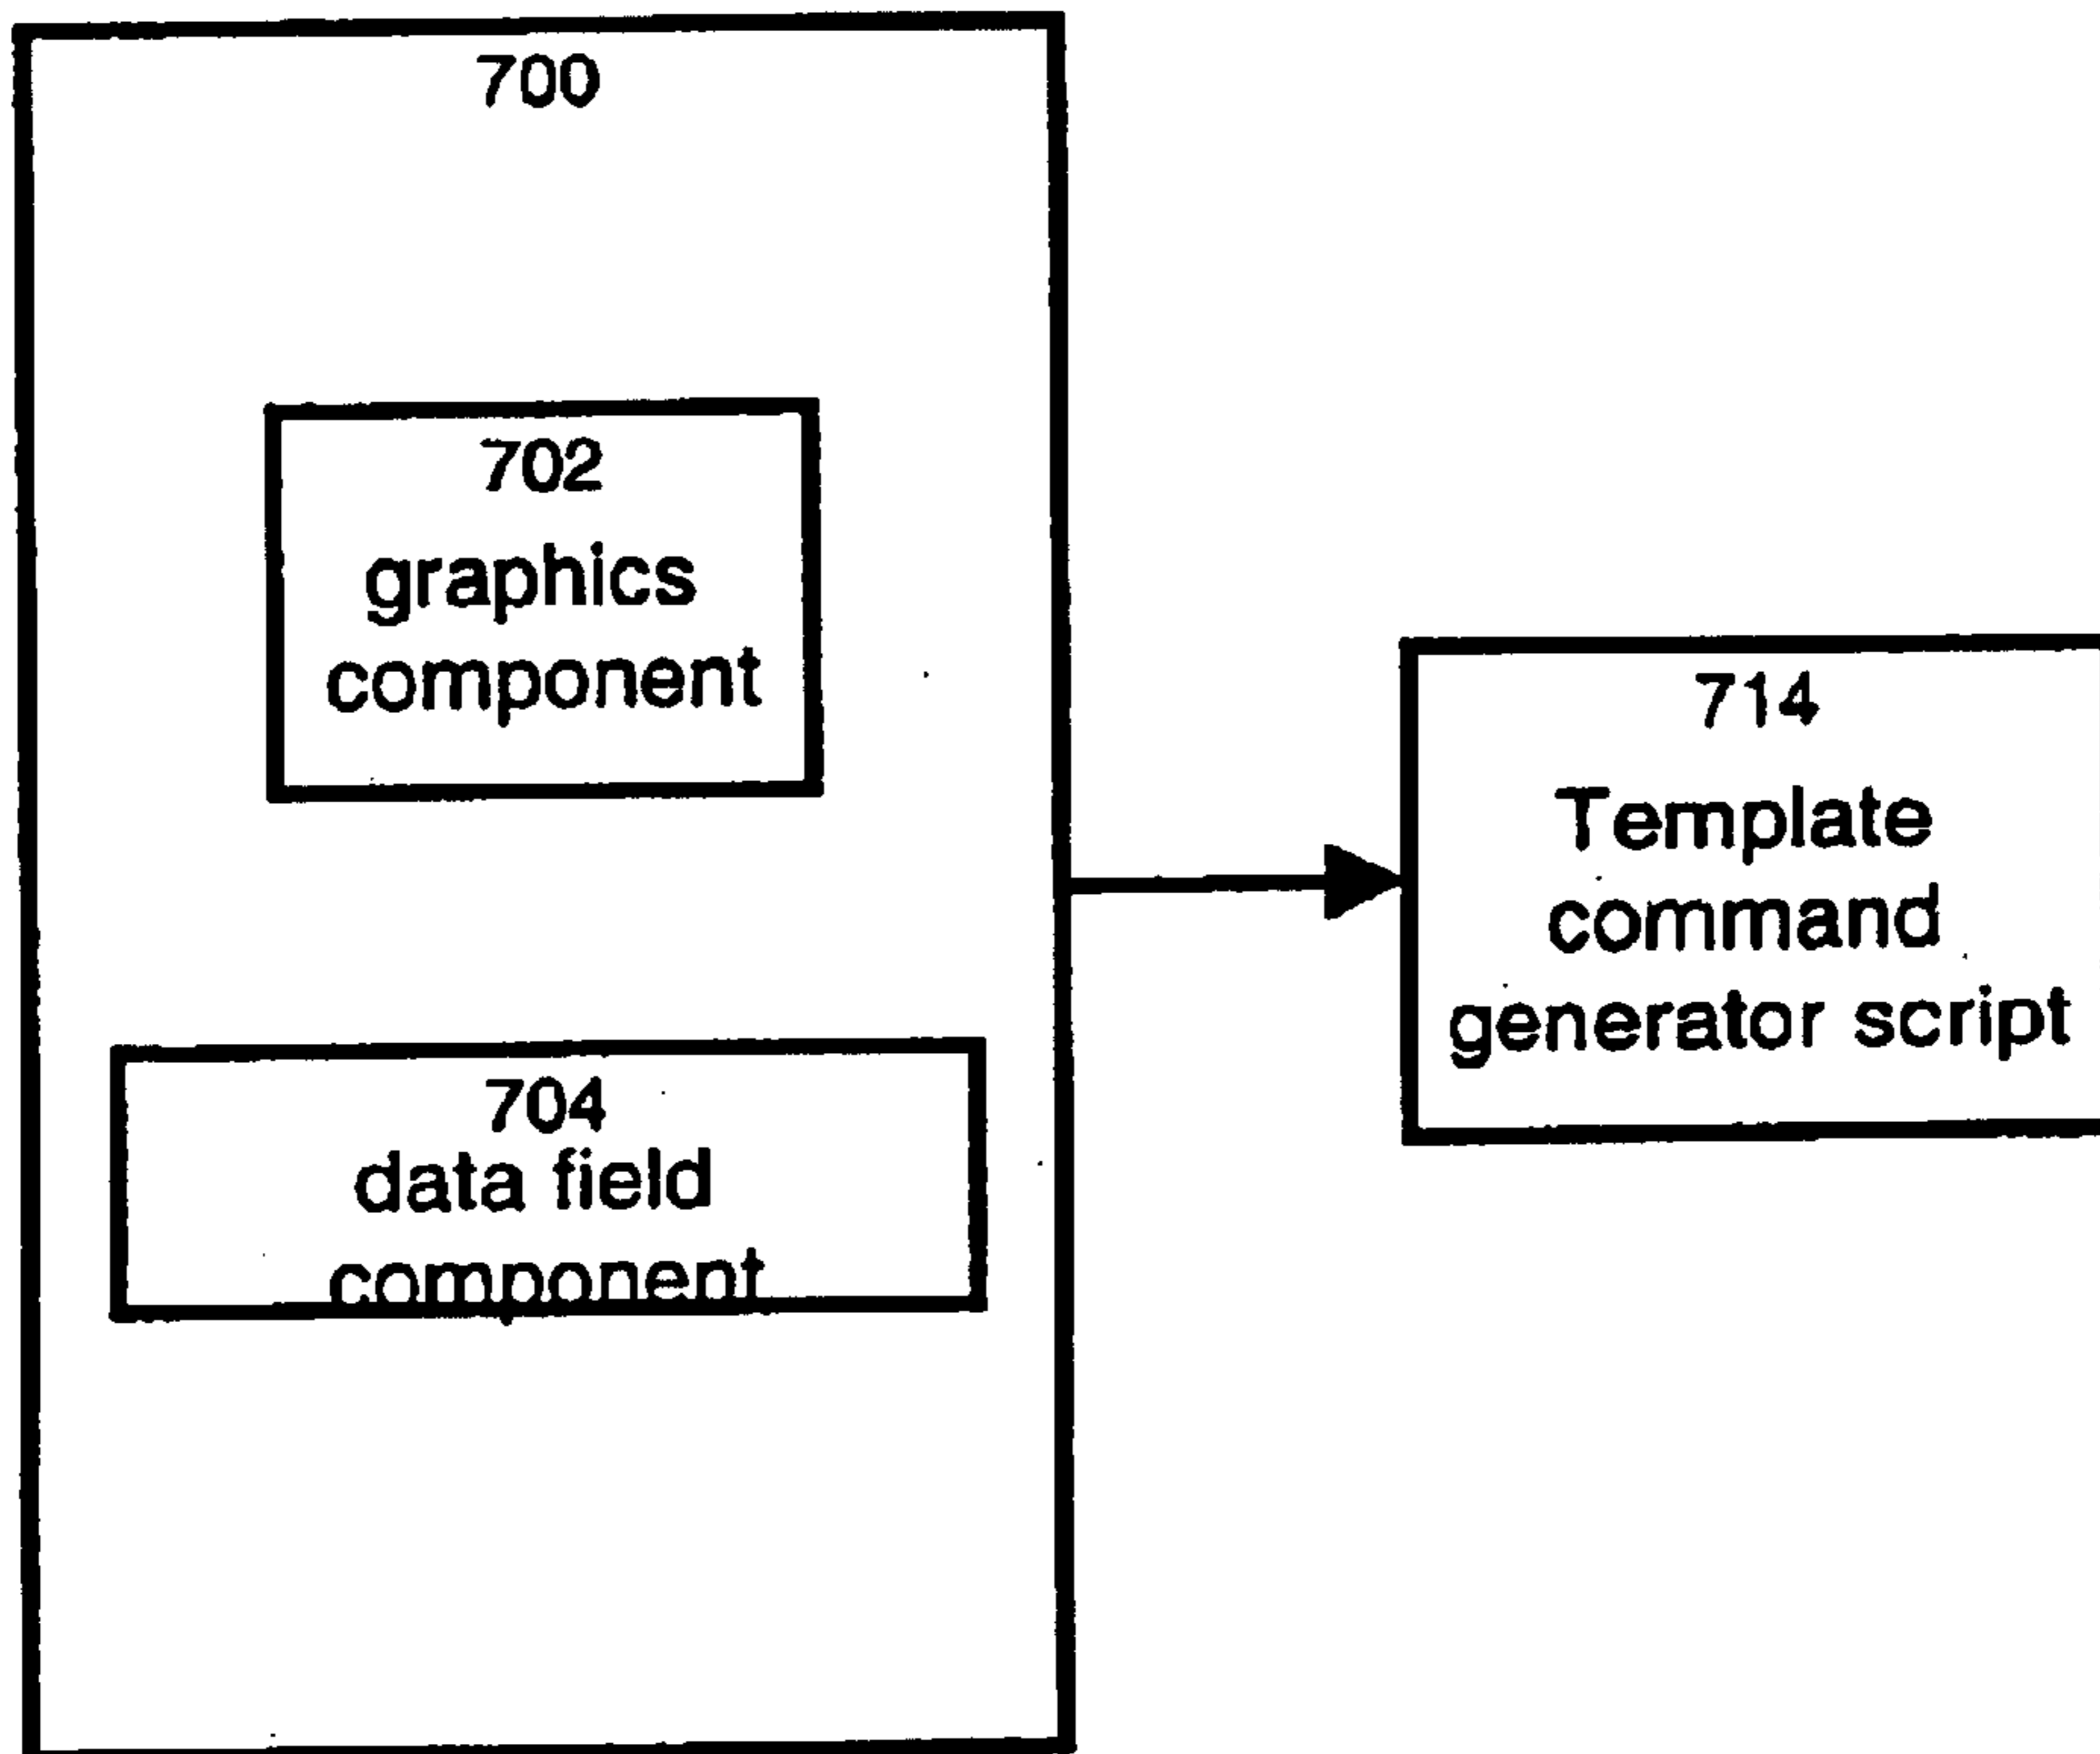 700
702
graphics
component
704
data field
component
714
Template
command
generator script